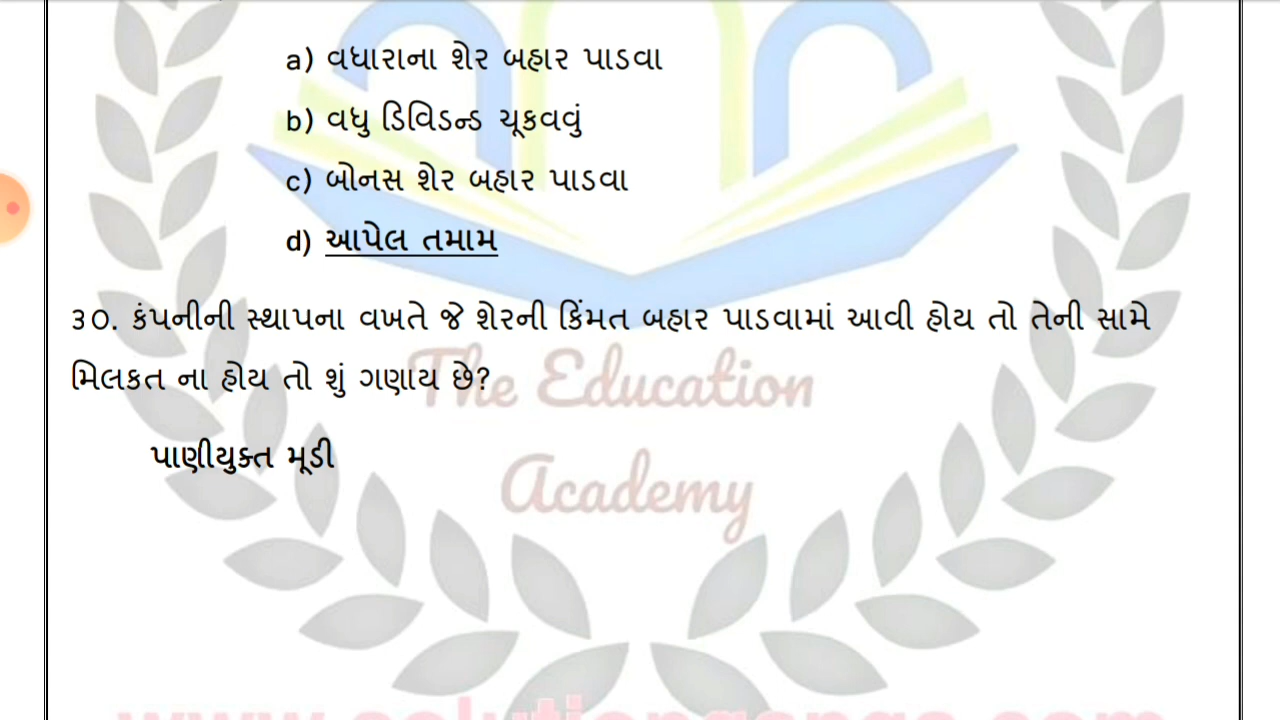 a) વધારાના શેર બહાર પાડવા
b) વધુ ડિવિડન્ડ ચૂકવવું
c) બોનસ શેર બહાર પાડવા
d) આપેલ તમામ
૩૦. કંપનીની સ્થાપના વખતે જે શેરની કિંમત બહાર પાડવામાં આવી હોય તો તેની સામે
મિલકત ના હોય તો શું ગણાય છે?
The Education
પાણીયુક્ત મૂડી
Academy